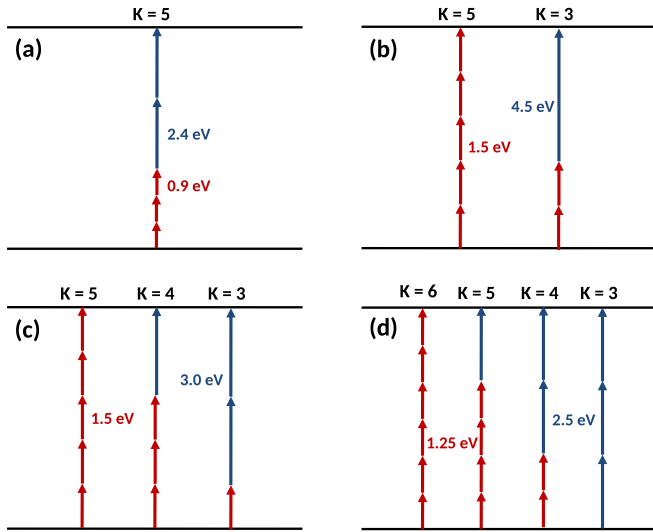 K = 5
(a)
2.4 eV
0.9 eV
K = 5 K = 3
(b)
4.5 eV
1.5 eV
K = 5 K = 4 K = 3
(c)
3.0 eV
1.5 eV
K = 6 K = 5 K = 4 K = 3
(d)
2.5 eV
1.25 eV